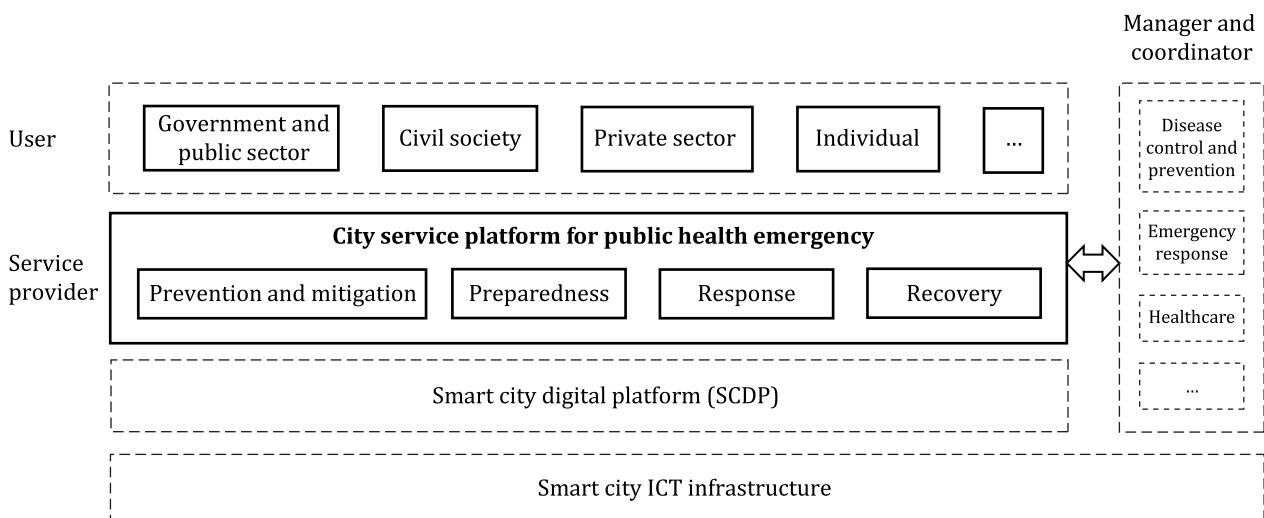 Manager and
coordinator
User
Government and
public sector
Civil society
Private sector
Individual
...
Disease
control and
prevention
City service platform for public health emergency
Service
provider
Prevention and mitigation
Preparedness
Response
Recovery
Emergency
response
Healthcare
...
Smart city digital platform (SCDP)
Smart city ICT infrastructure